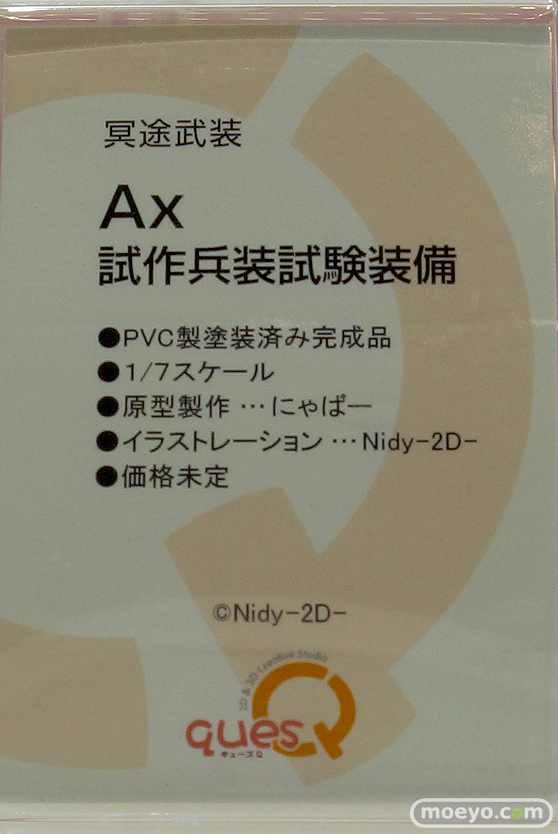 冥途武装
Ax
試作兵装試験装備
●PVC製塗装済み完成品
●1/7スケール
●原型製作 …にゃばー
●イラストレーション …Nidy-2D-
●価格未定
©Nidy-2D-
2D & 3D Creative Studio
quesQ
キューズQ
moeyo.com